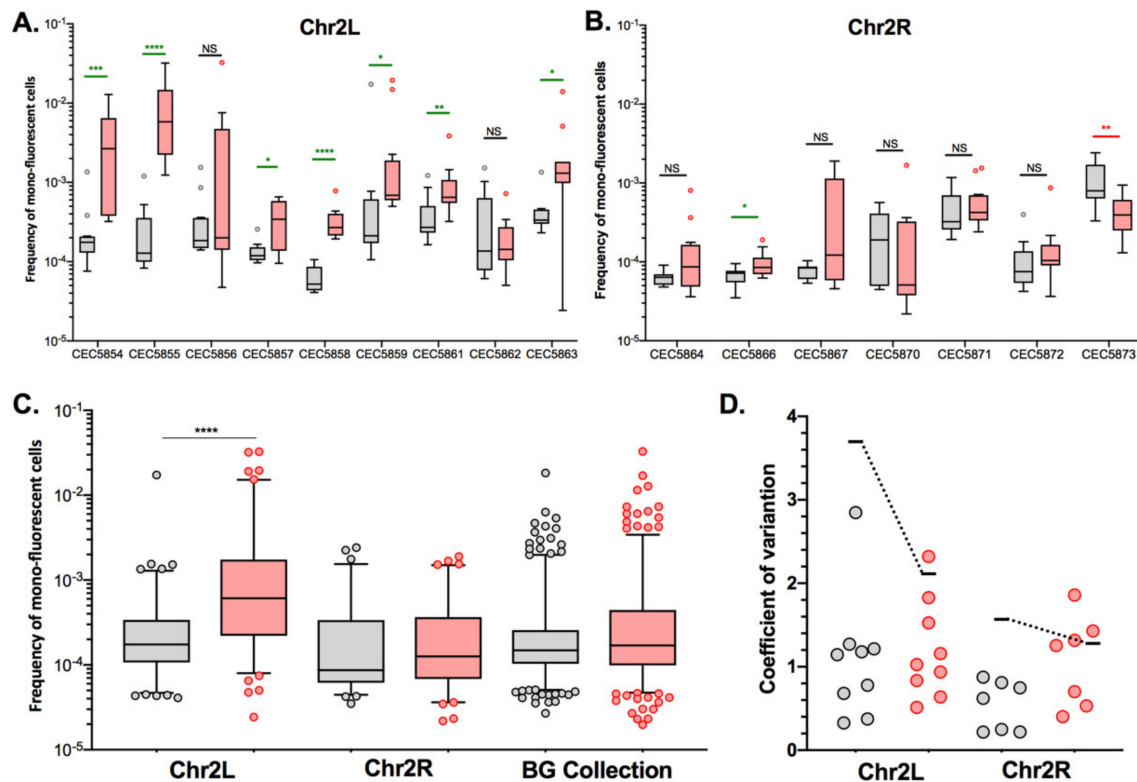 A.
Chr2L
Frequency of mono-fluorescent cells
10-1
10-2
10-3
10-4
10-5
***
****
NS
*
****
*
**
NS
*
CEC5854 CEC5855 CEC5856 CEC5857 CEC5858 CEC5859 CEC5861 CEC5862 CEC5863
B.
Chr2R
Frequency of mono-fluorescent cells
10-1
10-2
10-3
10-4
10-5
NS
*
NS
NS
NS
NS
**
CEC5864 CEC5866 CEC5867 CEC5870 CEC5871 CEC5872 CEC5873
C.
Frequency of mono-fluorescent cells
10-1
10-2
10-3
10-4
10-5
****
Chr2L Chr2R BG Collection
D.
Coefficient of variantion
4
3
2
1
0
Chr2L Chr2R